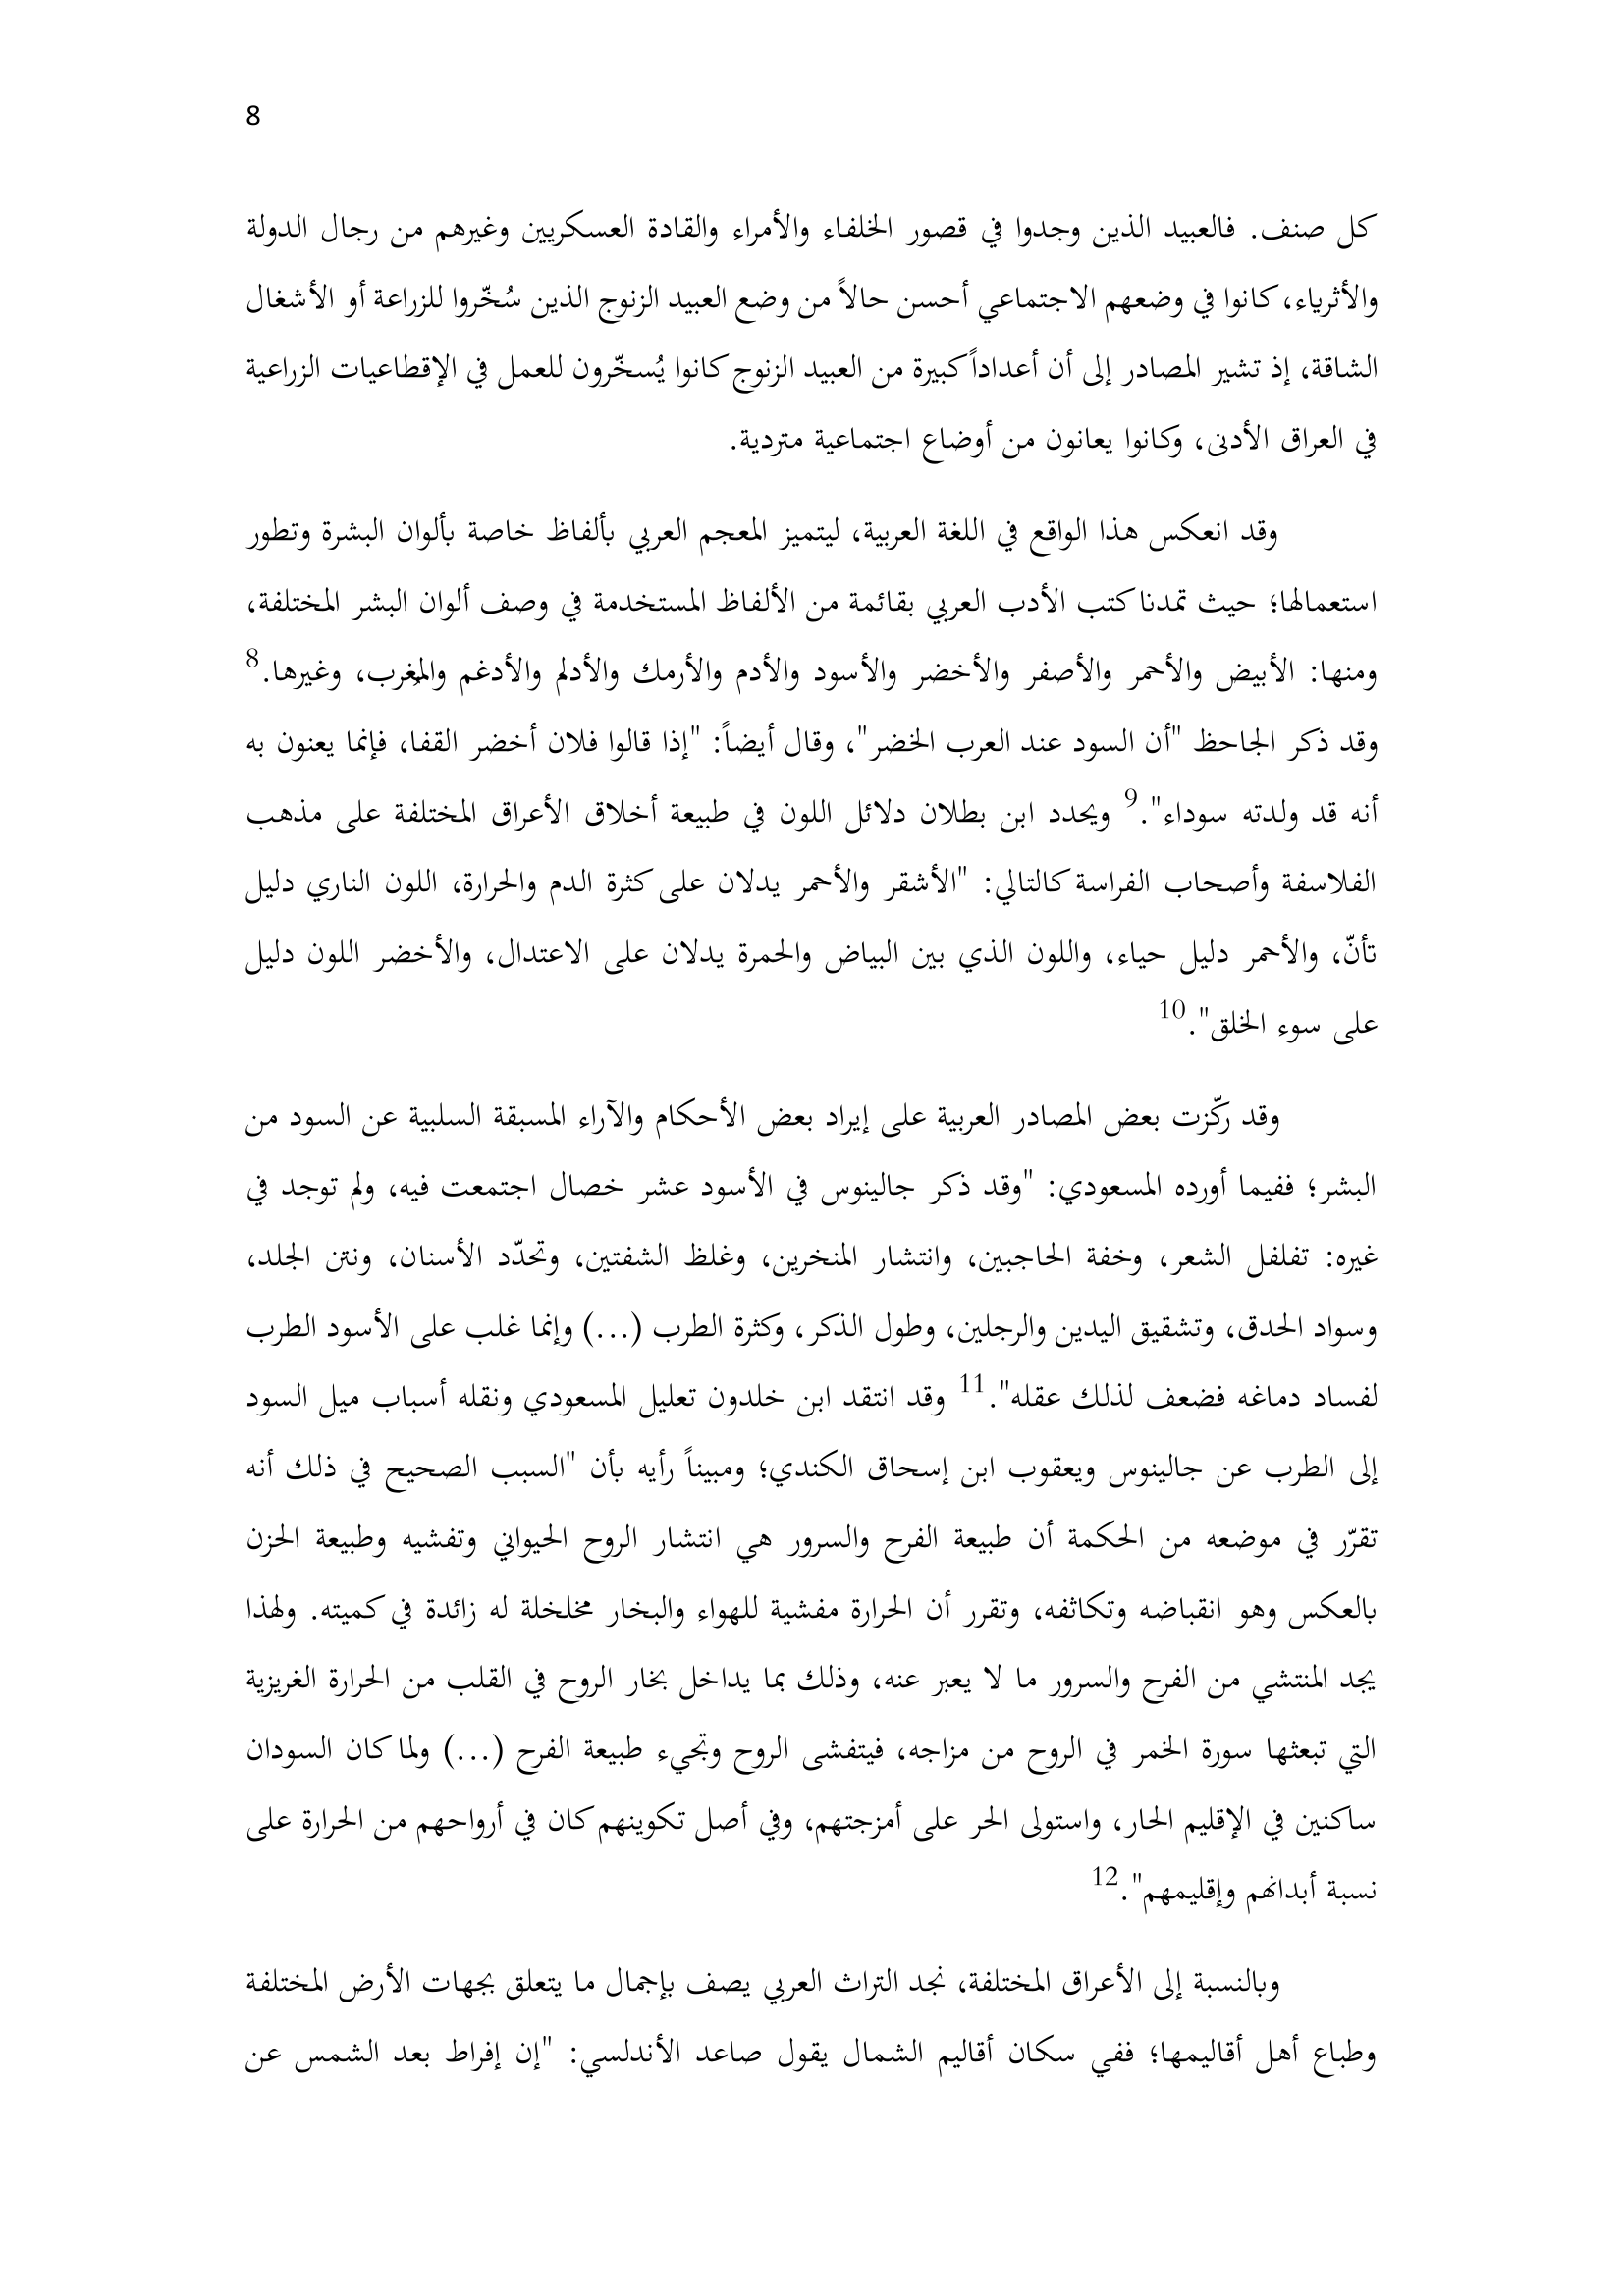 8
كل صنف. فالعبيد الذين وجدوا في قصور الخلفاء والأمراء والقادة العسكريين وغيرهم من رجال الدولة
والأثرياء، كانوا في وضعهم الاجتماعي أحسن حالاً من وضع العبيد الزنوج الذين سُخّروا للزراعة أو الأشغال
الشاقة، إذ تشير المصادر إلى أن أعداداً كبيرة من العبيد الزنوج كانوا يُسخّرون للعمل في الإقطاعيات الزراعية
في العراق الأدنى، وكانوا يعانون من أوضاع اجتماعية متردية.
وقد انعكس هذا الواقع في اللغة العربية، ليتميز المعجم العربي بألفاظ خاصة بألوان البشرة وتطور
استعمالها؛ حيث تمدنا كتب الأدب العربي بقائمة من الألفاظ المستخدمة في وصف ألوان البشر المختلفة،
ومنها: الأبيض والأحمر والأصفر والأخضر والأسود والأدم والأرمك والأدلم والأدغم والمِغرب، وغيرها.8
وقد ذكر الجاحظ "أن السود عند العرب الخضر"، وقال أيضاً: "إذا قالوا فلان أخضر القفا، فإنما يعنون به
أنه قد ولدته سوداء".9 ويحدد ابن بطلان دلائل اللون في طبيعة أخلاق الأعراق المختلفة على مذهب
الفلاسفة وأصحاب الفراسة كالتالي: "الأشقر والأحمر يدلان على كثرة الدم والحرارة، اللون الناري دليل
تأنّ، والأحمر دليل حياء، واللون الذي بين البياض والحمرة يدلان على الاعتدال، والأخضر اللون دليل
على سوء الخلق".10
وقد ركّزت بعض المصادر العربية على إيراد بعض الأحكام والآراء المسبقة السلبية عن السود من
البشر؛ ففيما أورده المسعودي: "وقد ذكر جالينوس في الأسود عشر خصال اجتمعت فيه، ولم توجد في
غيره: تفلفل الشعر، وخفة الحاجبين، وانتشار المنخرين، وغلظ الشفتين، وتحدّد الأسنان، ونتن الجلد،
وسواد الحدق، وتشقيق اليدين والرجلين، وطول الذكر، وكثرة الطرب (...) وإنما غلب على الأسود الطرب
لفساد دماغه فضعف لذلك عقله".11 وقد انتقد ابن خلدون تعليل المسعودي ونقله أسباب ميل السود
إلى الطرب عن جالينوس ويعقوب ابن إسحاق الكندي؛ ومبيناً رأيه بأن "السبب الصحيح في ذلك أنه
تقرّر في موضعه من الحكمة أن طبيعة الفرح والسرور هي انتشار الروح الحيواني وتفشيه وطبيعة الحزن
بالعكس وهو انقباضه وتكاثفه، وتقرر أن الحرارة مفشية للهواء والبخار مخلخلة له زائدة في كميته. ولهذا
يجد المنتشي من الفرح والسرور ما لا يعبر عنه، وذلك بما يداخل بخار الروح في القلب من الحرارة الغريزية
التي تبعثها سورة الخمر في الروح من مزاجه، فيتفشى الروح وتجيء طبيعة الفرح (...) ولما كان السودان
ساكنين في الإقليم الحار، واستولى الحر على أمزجتهم، وفي أصل تكوينهم كان في أرواحهم من الحرارة على
نسبة أبدانهم وإقليمهم".12
وبالنسبة إلى الأعراق المختلفة، نجد التراث العربي يصف بإجمال ما يتعلق بجهات الأرض المختلفة
وطباع أهل أقاليمها؛ ففي سكان أقاليم الشمال يقول صاعد الأندلسي: "إن إفراط بعد الشمس عن